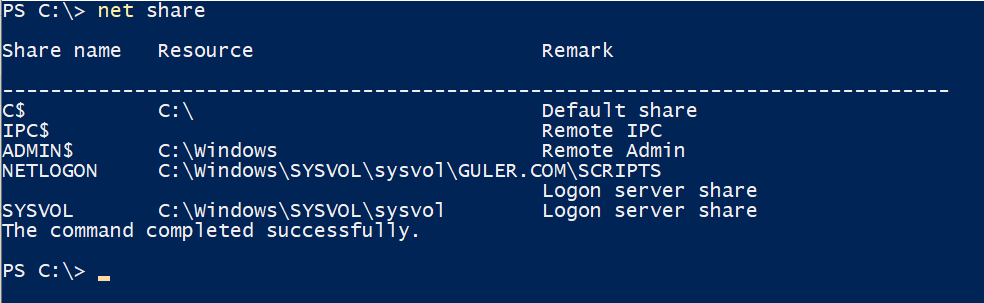 PS C:\> net share
Share name   Resource                        Remark
-------------------------------------------------------------------------------
C$           C:\                             Default share
IPC$                                         Remote IPC
ADMIN$       C:\Windows                      Remote Admin
NETLOGON     C:\Windows\SYSVOL\sysvol\GULER.COM\SCRIPTS
                                             Logon server share
SYSVOL       C:\Windows\SYSVOL\sysvol        Logon server share
The command completed successfully.
PS C:\> _